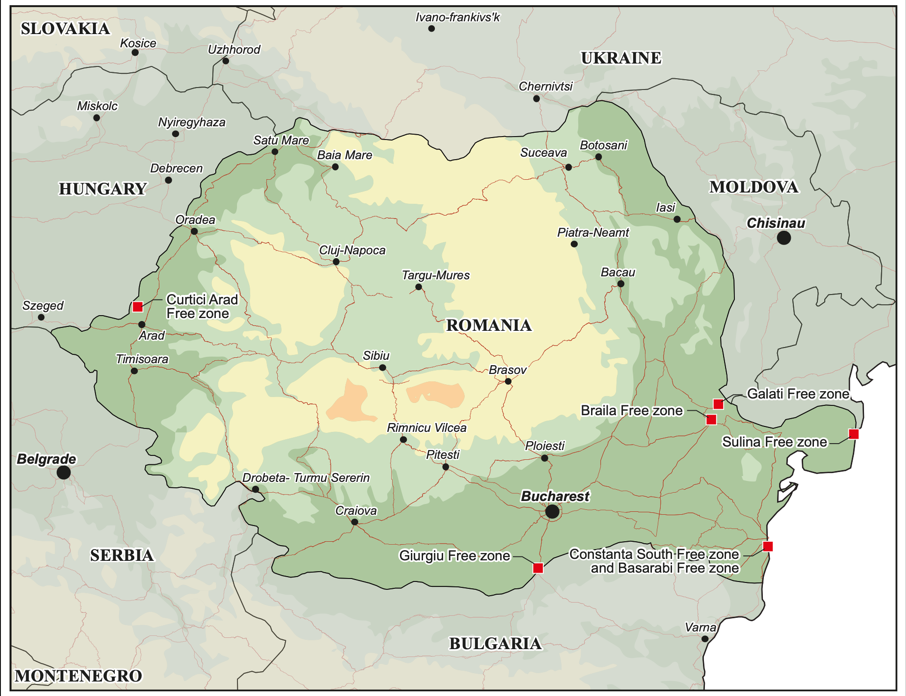 Ivano-frankivs'k
SLOVAKIA
Kosice
Uzhhorod
UKRAINE
Chernivtsi
Miskolc
Nyiregyhaza
Satu Mare
Baia Mare
Suceava
Botosani
Debrecen
HUNGARY
MOLDOVA
Iasi
Chisinau
Oradea
Piatra-Neamt
Cluj-Napoca
Targu-Mures
Bacau
Szeged
Curtici Arad
Free zone
Arad
ROMANIA
Timisoara
Sibiu
Brasov
Galati Free zone
Braila Free zone
Sulina Free zone
Rimnicu Vilcea
Pitesti
Ploiesti
Belgrade
Drobeta- Turmu Sererin
Bucharest
Craiova
SERBIA
Giurgiu Free zone
Constanta South Free zone
and Basarabi Free zone
Varna
BULGARIA
MONTENEGRO